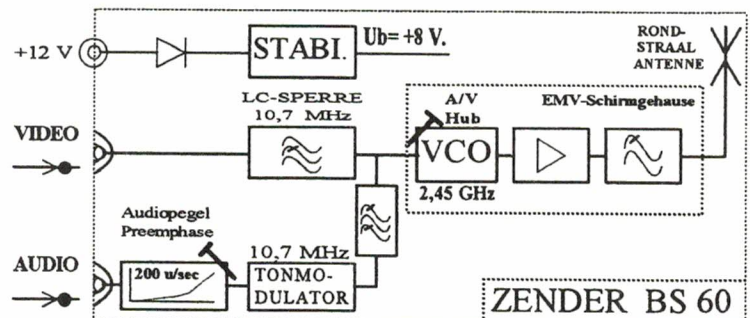 +12 V
STABI.
Ub= +8 V.
ROND-
STRAAL
ANTENNE
LC-SPERRE
10,7 MHz
A/V
Hub
EMV-Schirmgehause
VIDEO
VCO
2,45 GHz
Audiopegel
Preemphase
10,7 MHz
AUDIO
200 u/sec
TONMO-
DULATOR
ZENDER BS 60